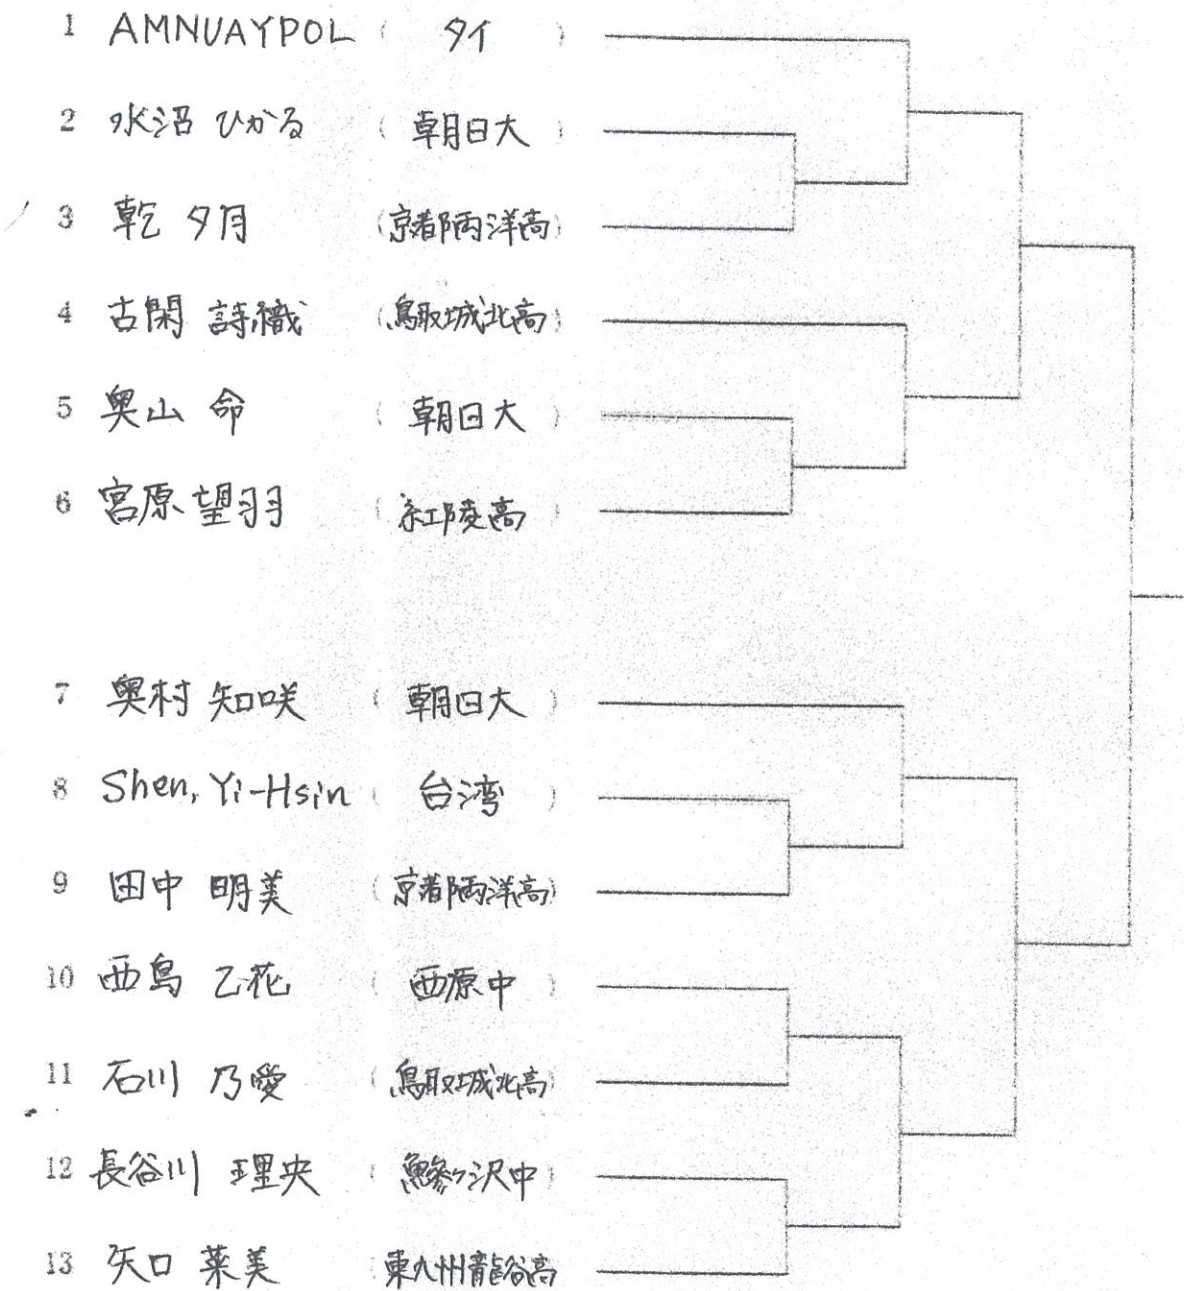 1 AMNUAYPOL ( タイ )
2 水沼 ひかる ( 朝日大 )
3 乾 夕月 (京都両洋高)
4 古閑 詩織 (鳥取城北高)
5 奥山 命 ( 朝日大 )
6 宮原 望羽 ( 紅陵高 )
7 奥村 知咲 ( 朝日大 )
8 Shen, Yi-Hsin ( 台湾 )
9 田中 明美 (京都両洋高)
10 西島 乙花 ( 西原中 )
11 石川 乃愛 (鳥取城北高)
12 長谷川 理央 ( 鰺ヶ沢中 )
13 矢口 葉美 (東九州龍谷高